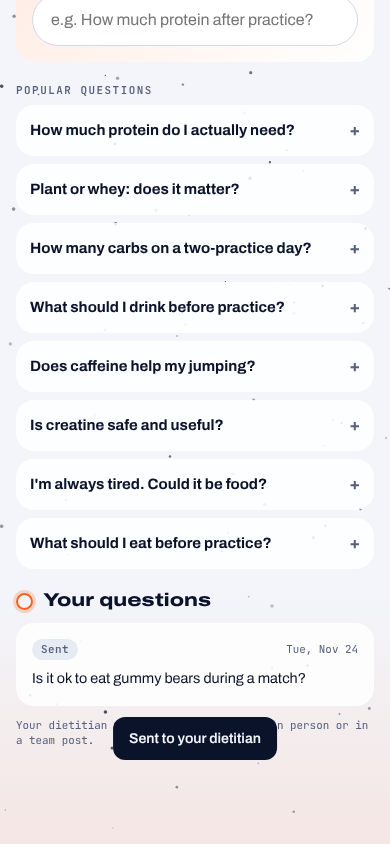 e.g. How much protein after practice?
POPULAR QUESTIONS
How much protein do I actually need? +
Plant or whey: does it matter? +
How many carbs on a two-practice day? +
What should I drink before practice? +
Does caffeine help my jumping? +
Is creatine safe and useful? +
I'm always tired. Could it be food? +
What should I eat before practice? +
Your questions
Sent Tue, Nov 24
Is it ok to eat gummy bears during a match?
Your dietitian person or in
a team post.
Sent to your dietitian